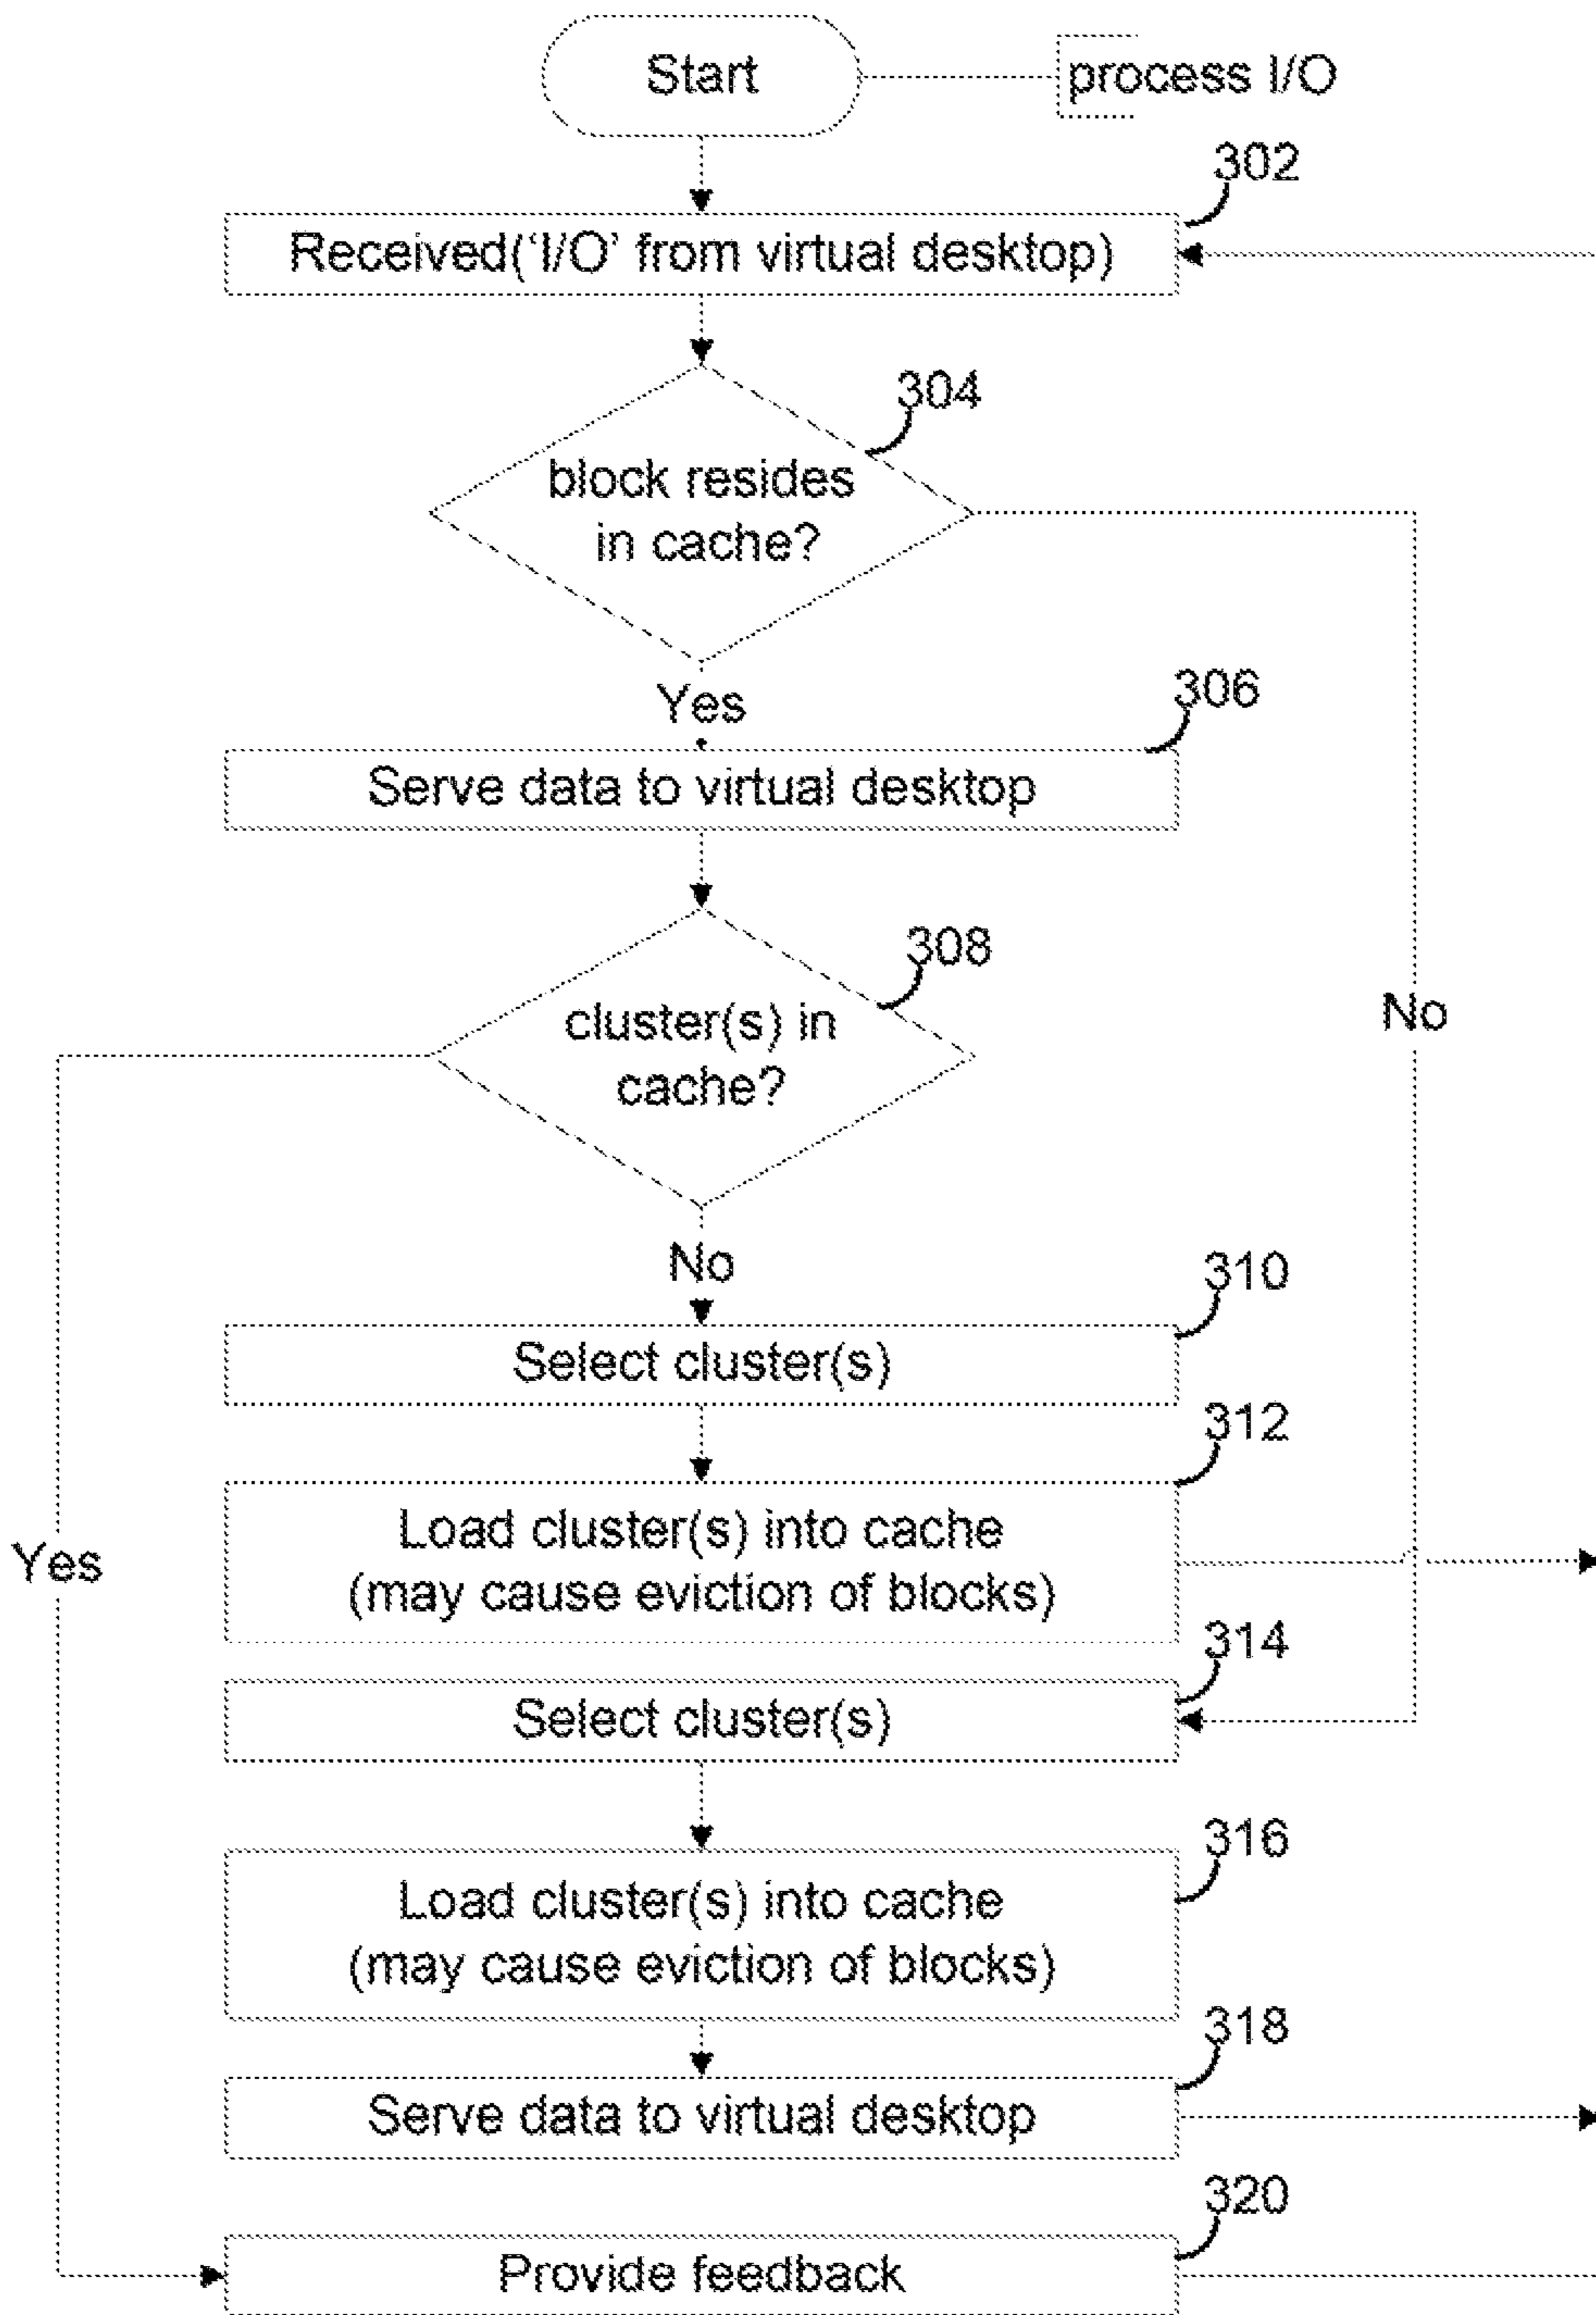 Start
process I/O
302
Received('I/O' from virtual desktop)
304
block resides
in cache?
Yes
306
Serve data to virtual desktop
308
cluster(s) in
cache?
No
No
310
Select cluster(s)
312
Load cluster(s) into cache
(may cause eviction of blocks)
Yes
314
Select cluster(s)
316
Load cluster(s) into cache
(may cause eviction of blocks)
318
Serve data to virtual desktop
320
Provide feedback